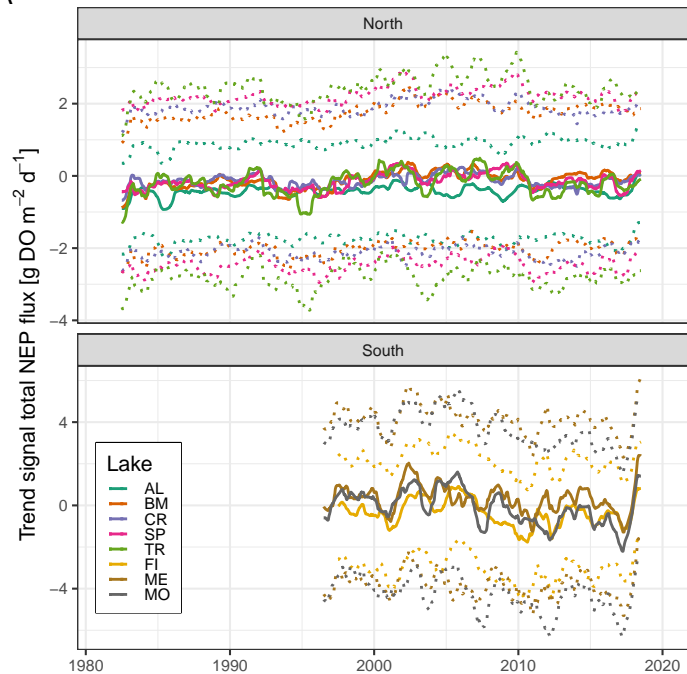 North
2
0
−2
−4
Trend signal total NEP flux [g DO m−2 d−1]
South
4
0
−4
Lake
AL
BM
CR
SP
TR
FI
ME
MO
1980 1990 2000 2010 2020